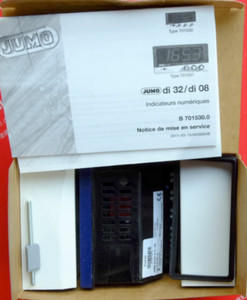 JUMO
Type 701530
Type 701531
JUMO di 32/di 08
Indicateurs numériques
B 701530.0
Notice de mise en service